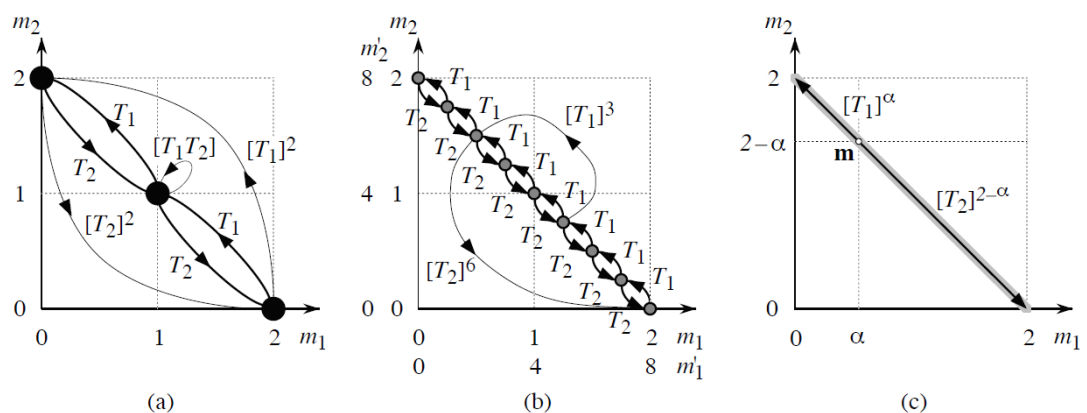 m₂
2
T₁
[T₁T₂]
[T₁]²
T₂
1
[T₂]²
T₁
T₂
0
0 1 2 m₁
(a)
m₂
m'₂
8 2
T₁
T₂ T₁
[T₁]³
T₂ T₁
T₂ T₁
4 1
T₂ T₁
T₂ T₁
[T₂]⁶
T₂ T₁
T₂ T₁
0 0
T₂
0 1 2 m₁
0 4 8 m'₁
(b)
m₂
2
[T₁]^α
2–α
m
[T₂]^2–α
0
0 α 2 m₁
(c)